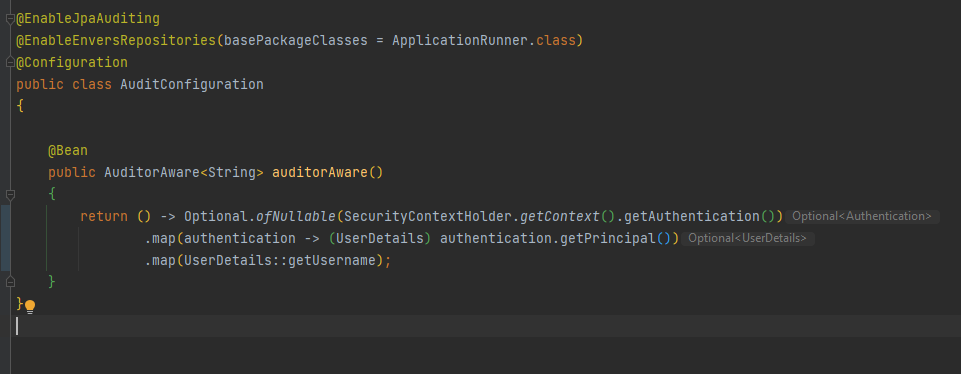 @EnableJpaAuditing
@EnableEnversRepositories(basePackageClasses = ApplicationRunner.class)
@Configuration
public class AuditConfiguration
{
@Bean
public AuditorAware<String> auditorAware()
{
return () -> Optional.ofNullable(SecurityContextHolder.getContext().getAuthentication()) Optional<Authentication>
.map(authentication -> (UserDetails) authentication.getPrincipal()) Optional<UserDetails>
.map(UserDetails::getUsername);
}
}